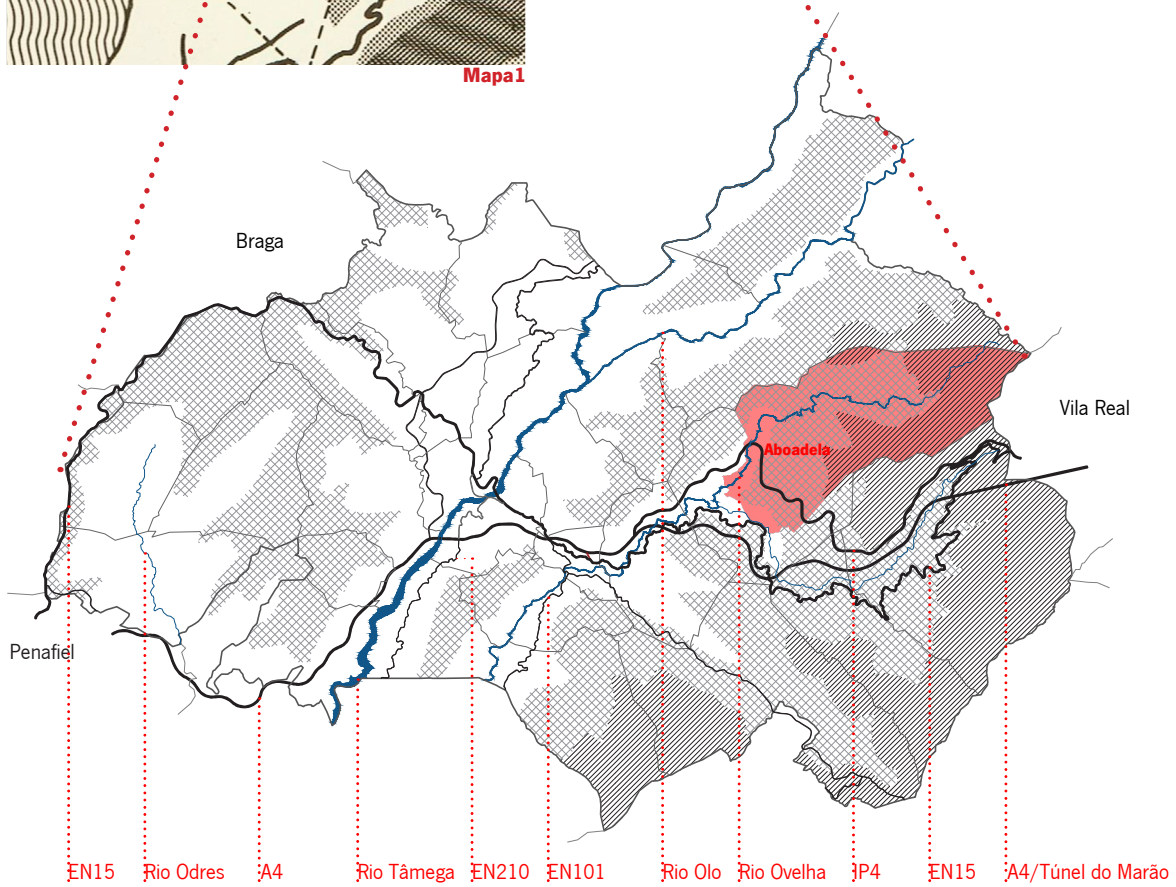 Mapa1
Braga
Vila Real
Aboadela
Penafiel
EN15
Rio Odres
A4
Rio Tâmega
EN210
EN101
Rio Olo
Rio Ovelha
IP4
EN15
A4/Túnel do Marão